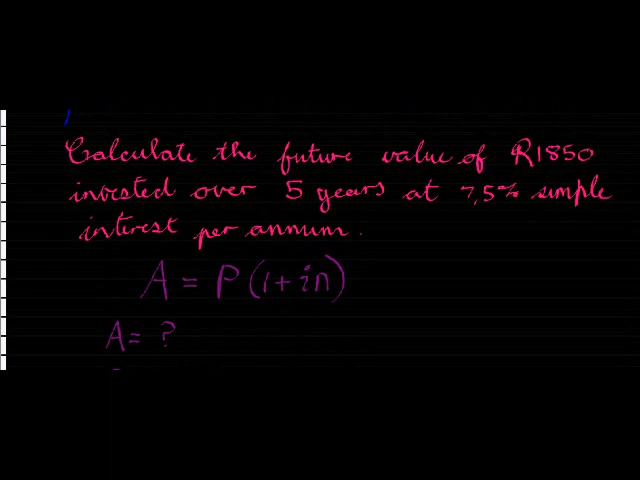 Calculate the future value of R1850
invested over 5 years at 7,5% simple
interest per annum.
A = P(1+in)
A = ?